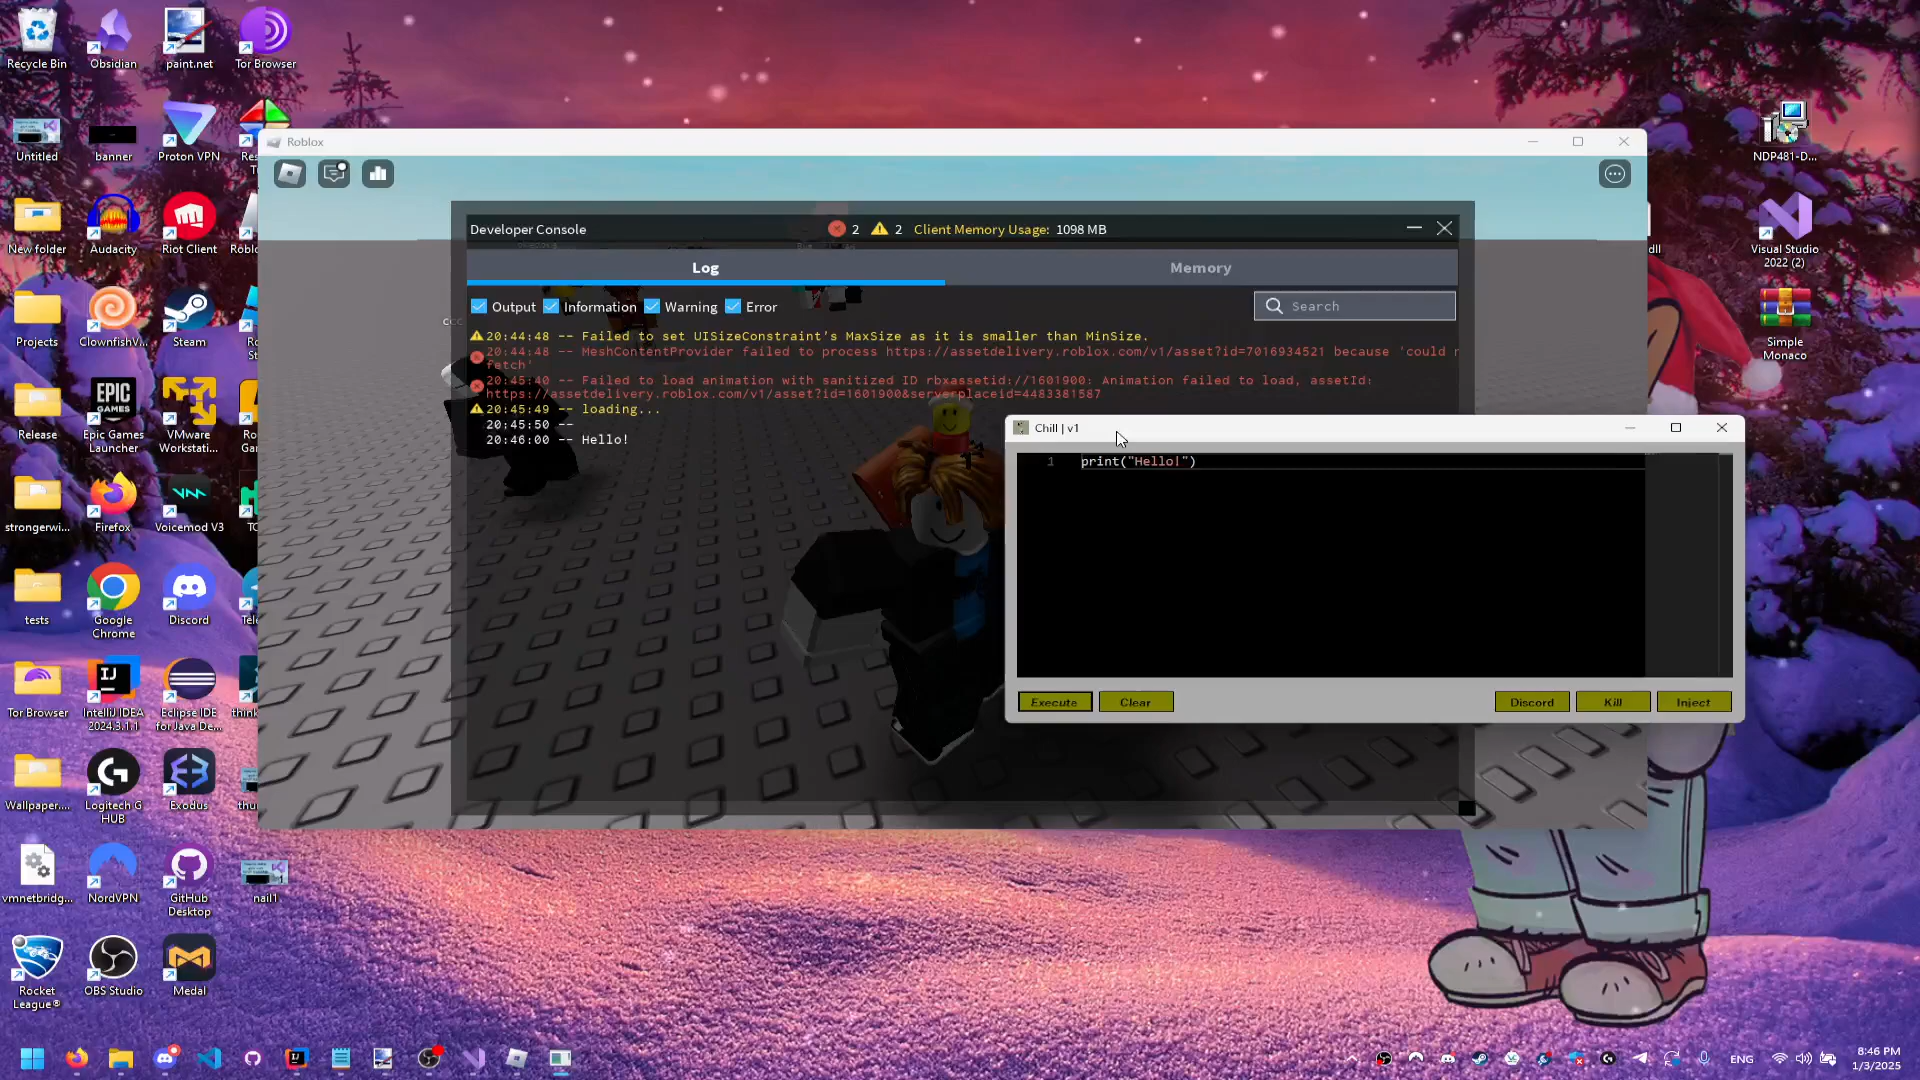 Recycle Bin
Obsidian
paint.net
Tor Browser
Untitled
banner
Proton VPN
New folder
Audacity
Riot Client
Projects
ClownfishV...
Steam
Release
Epic Games Launcher
VMware Workstati...
strongerwi...
Firefox
Voicemod V3
tests
Google Chrome
Discord
Tor Browser
IntelliJ IDEA 2024.3.1.1
Eclipse IDE for Java De...
Wallpaper....
Logitech G HUB
Exodus
vmnetbridg...
NordVPN
GitHub Desktop
nail1
Rocket League®
OBS Studio
Medal
NDP481-D...
Visual Studio 2022 (2)
Simple Monaco
Roblox
Developer Console
2
2
Client Memory Usage: 1098 MB
Log
Memory
Output
Information
Warning
Error
Search
20:44:48 -- Failed to set UISizeConstraint's MaxSize as it is smaller than MinSize.
20:44:48 -- MeshContentProvider failed to process https://assetdelivery.roblox.com/v1/asset?id=7016934521 because 'could
fetch'
20:45:40 -- Failed to load animation with sanitized ID rbxassetid://1601900: Animation failed to load, assetId:
https://assetdelivery.roblox.com/v1/asset?id=1601900&serverplaceid=4483381587
20:45:49 -- loading...
20:45:50 --
20:46:00 -- Hello!
Chill | v1
1 print("Hello!")
Execute
Clear
Discord
Kill
Inject
ENG
8:46 PM
1/3/2025